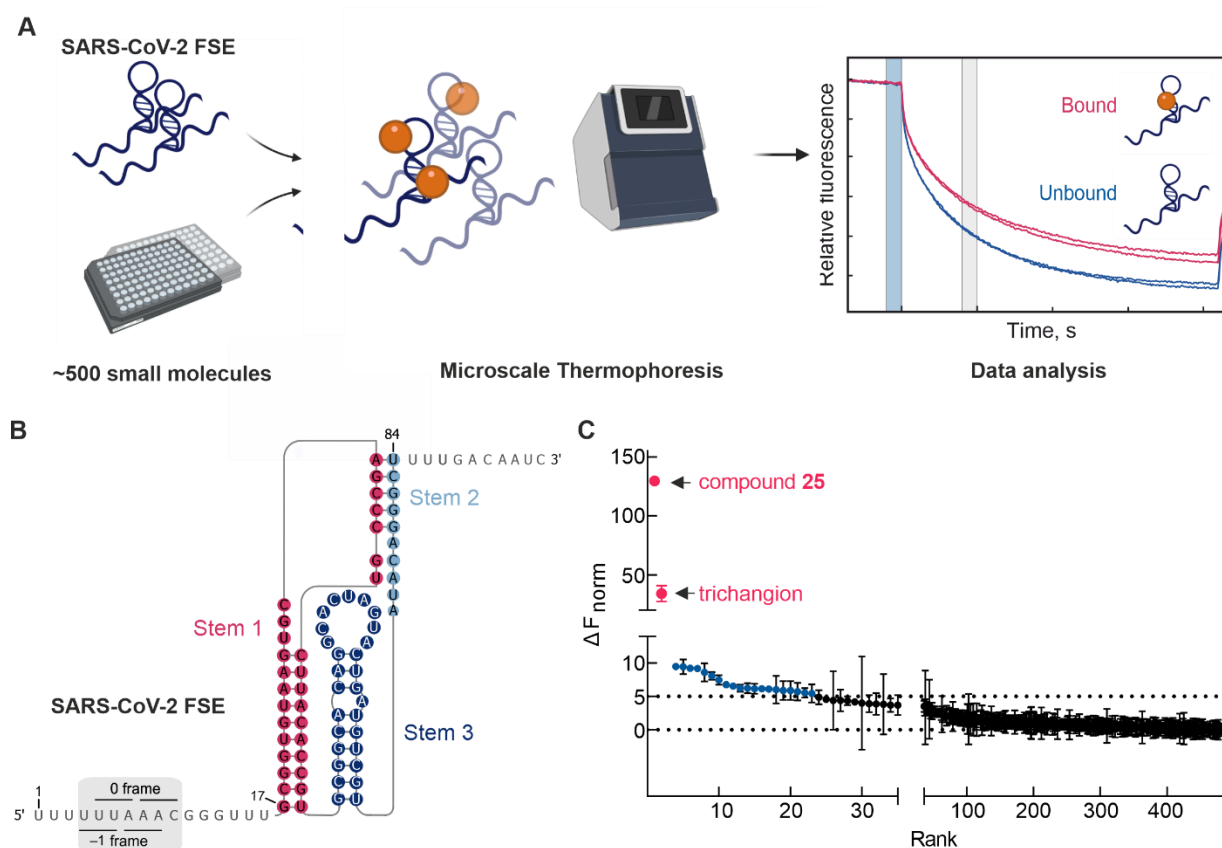 A
SARS-CoV-2 FSE
~500 small molecules
Microscale Thermophoresis
Relative fluorescence
Bound
Unbound
Time, s
Data analysis
B
84
A G C C C G U
U C G G G A C A U A
U U U G A C A A U C 3'
Stem 2
Stem 1
C G U G A A U G U G G C G
C U U A C A C C G U
G C G G C A C A G G C A C U A G U A C U G A U G U C G U
Stem 3
SARS-CoV-2 FSE
0 frame
1
17
5' U U U U U U A A A C G G G U U U
−1 frame
C
ΔFnorm
150
100
50
10
5
0
compound 25
trichangion
10 20 30 100 200 300 400
Rank